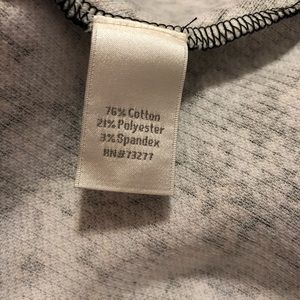 76% Cotton
21% Polyester
3% Spandex
RN#73277